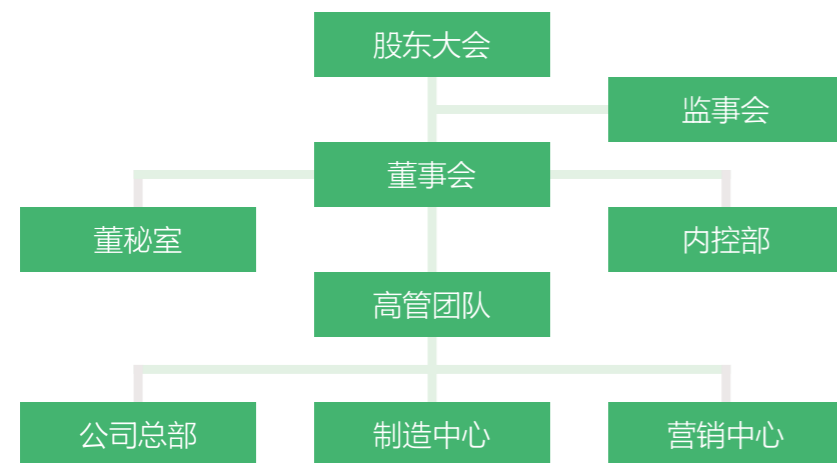 股东大会
监事会
董事会
董秘室
内控部
高管团队
公司总部
制造中心
营销中心